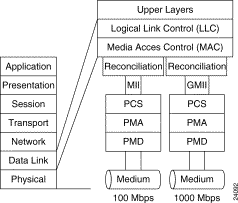 Upper Layers
Logical Link Control (LLC)
Media Acces Control (MAC)
Reconciliation Reconciliation
MII GMII
PCS PCS
PMA PMA
PMD PMD
Medium Medium
100 Mbps 1000 Mbps
Application
Presentation
Session
Transport
Network
Data Link
Physical
24092